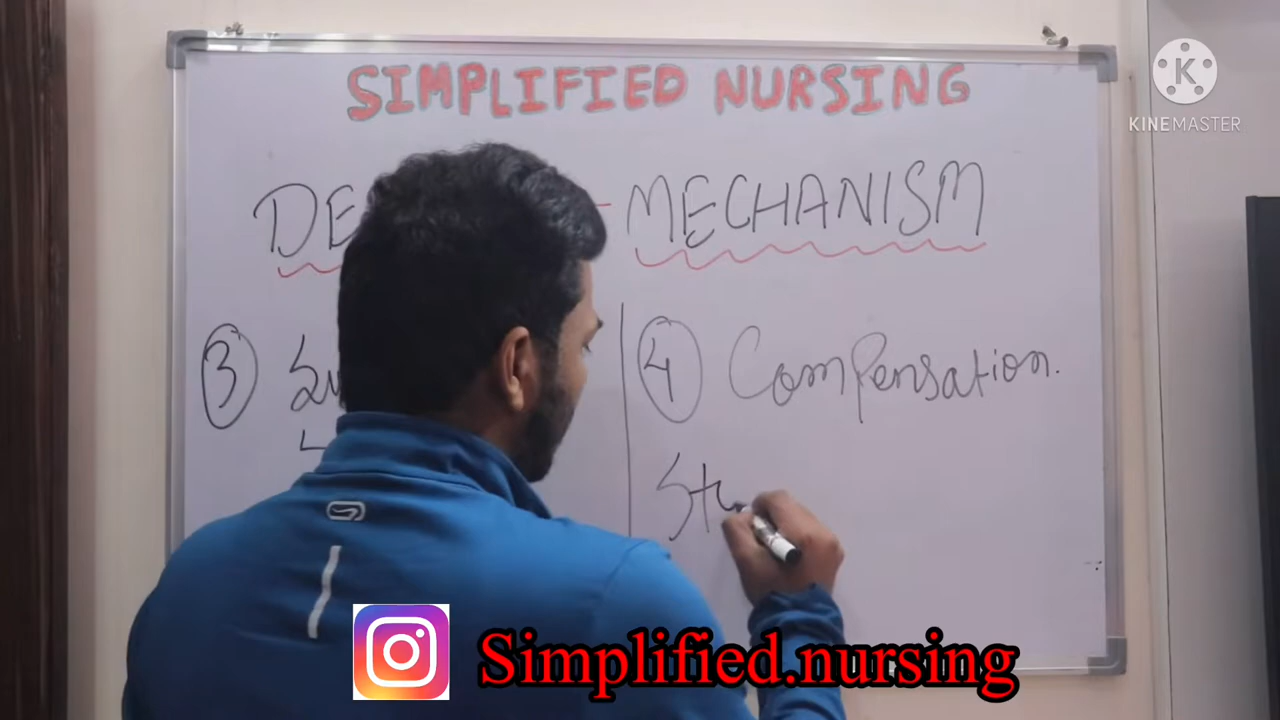 SIMPLIFIED NURSING
K
KINEMASTER
MECHANISM
3
4 Compensation.
Simplified.nursing